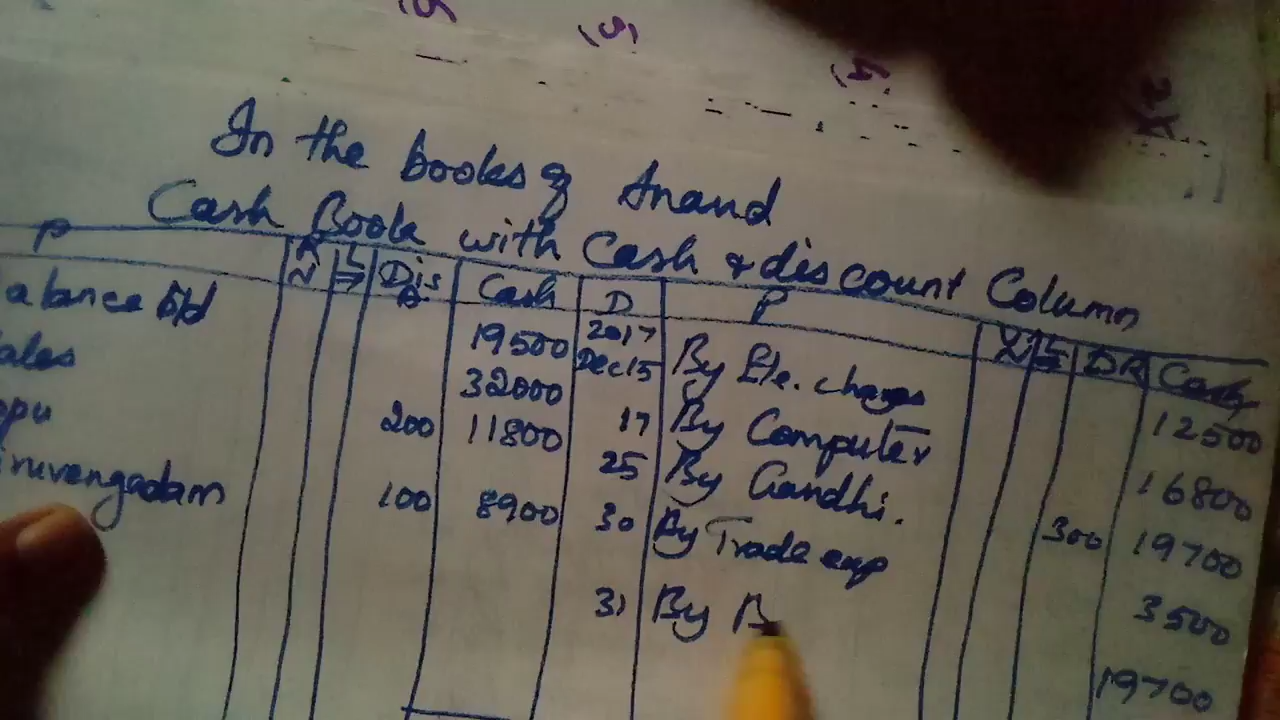 In the books of Anand
Cash Book with Cash & discount Column
P Dis Cash D P DR Cash
alance b/d 19500 2017 Dec 15 By Ele. charges 12500
ales 32000 17 By Computer 16800
opu 200 11800 25 By Gandhi. 300 19700
iruvengadam 100 8900 30 By Trade exp 3500
31 By B 19700